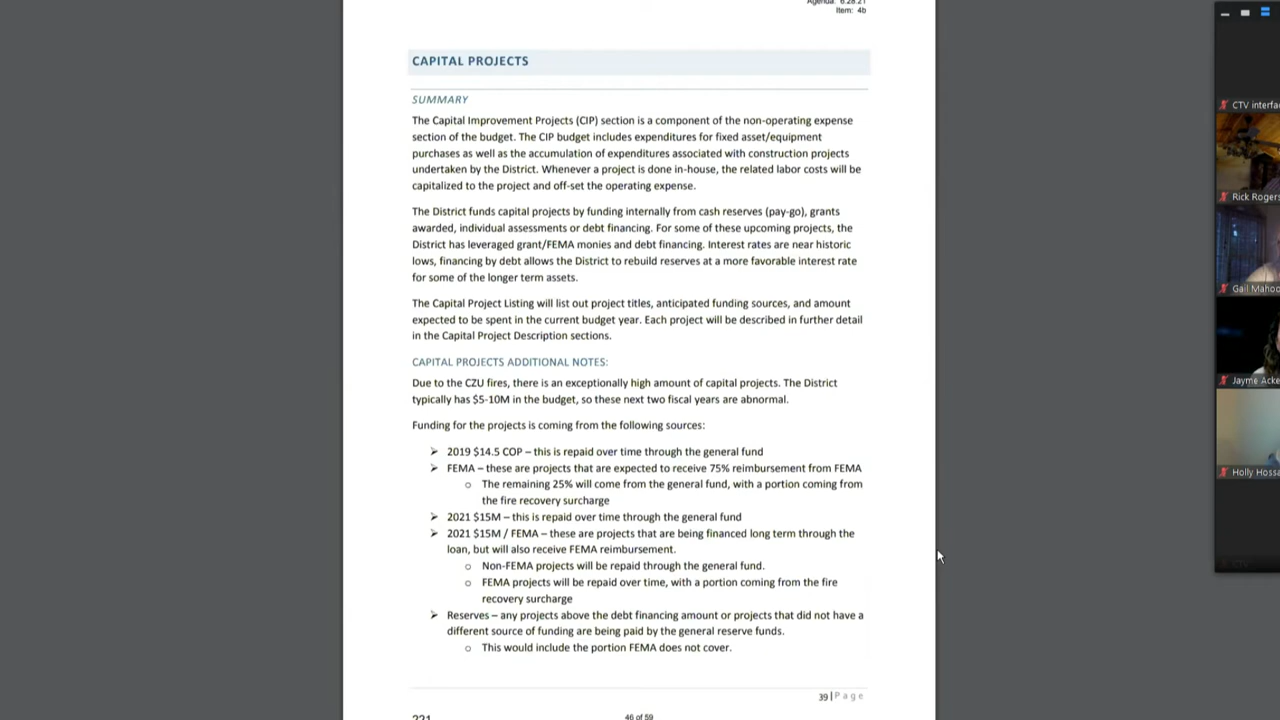 Agenda: 6.28.21
Item: 4b
CAPITAL PROJECTS
SUMMARY
The Capital Improvement Projects (CIP) section is a component of the non-operating expense
section of the budget. The CIP budget includes expenditures for fixed asset/equipment
purchases as well as the accumulation of expenditures associated with construction projects
undertaken by the District. Whenever a project is done in-house, the related labor costs will be
capitalized to the project and off-set the operating expense.
The District funds capital projects by funding internally from cash reserves (pay-go), grants
awarded, individual assessments or debt financing. For some of these upcoming projects, the
District has leveraged grant/FEMA monies and debt financing. Interest rates are near historic
lows, financing by debt allows the District to rebuild reserves at a more favorable interest rate
for some of the longer term assets.
The Capital Project Listing will list out project titles, anticipated funding sources, and amount
expected to be spent in the current budget year. Each project will be described in further detail
in the Capital Project Description sections.
CAPITAL PROJECTS ADDITIONAL NOTES:
Due to the CZU fires, there is an exceptionally high amount of capital projects. The District
typically has $5-10M in the budget, so these next two fiscal years are abnormal.
Funding for the projects is coming from the following sources:
➢ 2019 $14.5 COP – this is repaid over time through the general fund
➢ FEMA – these are projects that are expected to receive 75% reimbursement from FEMA
o The remaining 25% will come from the general fund, with a portion coming from
the fire recovery surcharge
➢ 2021 $15M – this is repaid over time through the general fund
➢ 2021 $15M / FEMA – these are projects that are being financed long term through the
loan, but will also receive FEMA reimbursement.
o Non-FEMA projects will be repaid through the general fund.
o FEMA projects will be repaid over time, with a portion coming from the fire
recovery surcharge
➢ Reserves – any projects above the debt financing amount or projects that did not have a
different source of funding are being paid by the general reserve funds.
o This would include the portion FEMA does not cover.
39 | Page
221
46 of 59
CTV interfa
Rick Rogers
Gail Mahoo
Jayme Acke
Holly Hossa
CTV